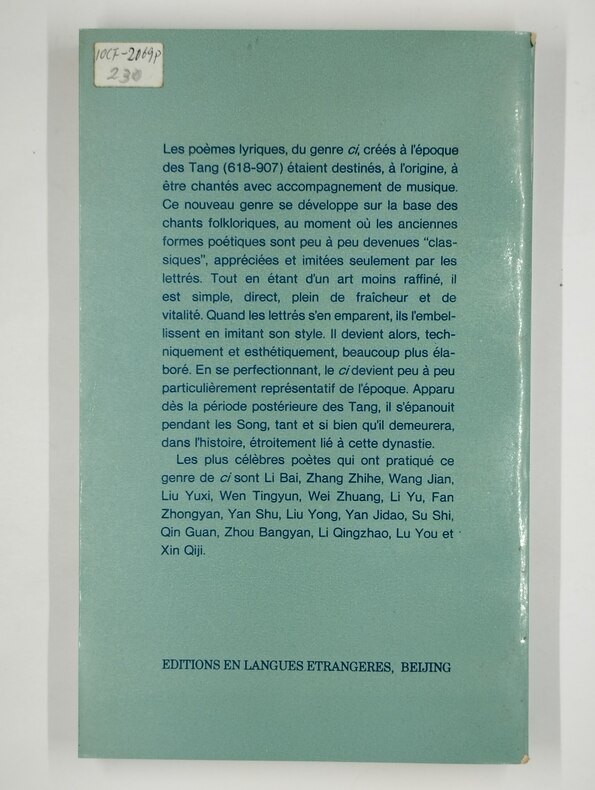 10CF-2069P
230
Les poèmes lyriques, du genre ci, créés à l'époque
des Tang (618-907) étaient destinés, à l'origine, à
être chantés avec accompagnement de musique.
Ce nouveau genre se développe sur la base des
chants folkloriques, au moment où les anciennes
formes poétiques sont peu à peu devenues "clas-
siques", appréciées et imitées seulement par les
lettrés. Tout en étant d'un art moins raffiné, il
est simple, direct, plein de fraîcheur et de
vitalité. Quand les lettrés s'en emparent, ils l'embel-
lissent en imitant son style. Il devient alors, tech-
niquement et esthétiquement, beaucoup plus éla-
boré. En se perfectionnant, le ci devient peu à peu
particulièrement représentatif de l'époque. Apparu
dès la période postérieure des Tang, il s'épanouit
pendant les Song, tant et si bien qu'il demeurera,
dans l'histoire, étroitement lié à cette dynastie.
Les plus célèbres poètes qui ont pratiqué ce
genre de ci sont Li Bai, Zhang Zhihe, Wang Jian,
Liu Yuxi, Wen Tingyun, Wei Zhuang, Li Yu, Fan
Zhongyan, Yan Shu, Liu Yong, Yan Jidao, Su Shi,
Qin Guan, Zhou Bangyan, Li Qingzhao, Lu You et
Xin Qiji.
EDITIONS EN LANGUES ETRANGERES, BEIJING